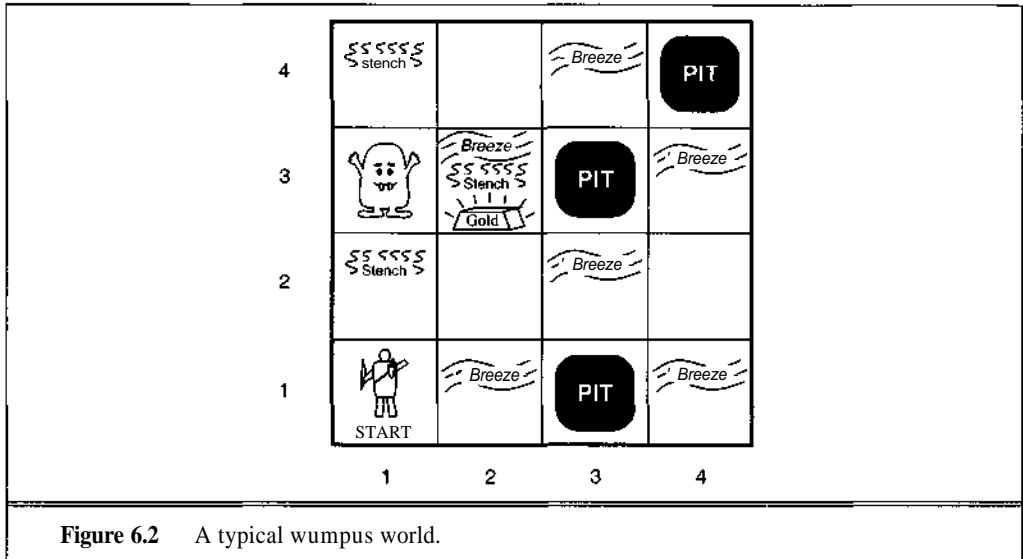 4
stench
Breeze
PIT
3
Breeze
Stench
Gold
PIT
Breeze
2
Stench
Breeze
1
START
Breeze
PIT
Breeze
1 2 3 4
Figure 6.2 A typical wumpus world.